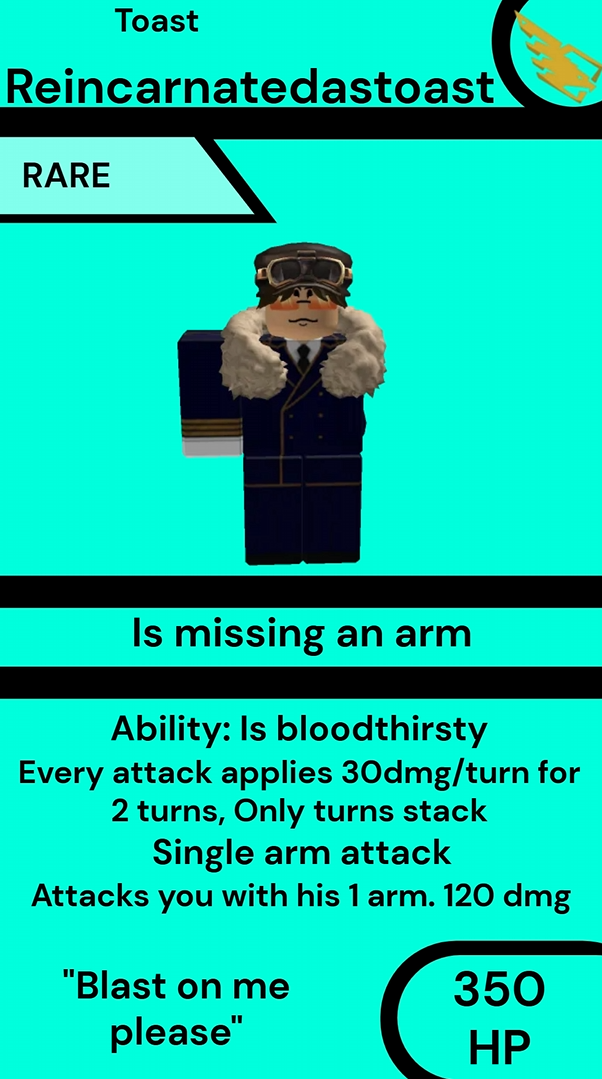 Toast
Reincarnatedastoast
RARE
Is missing an arm
Ability: Is bloodthirsty
Every attack applies 30dmg/turn for
2 turns, Only turns stack
Single arm attack
Attacks you with his 1 arm. 120 dmg
"Blast on me
please"
350
HP